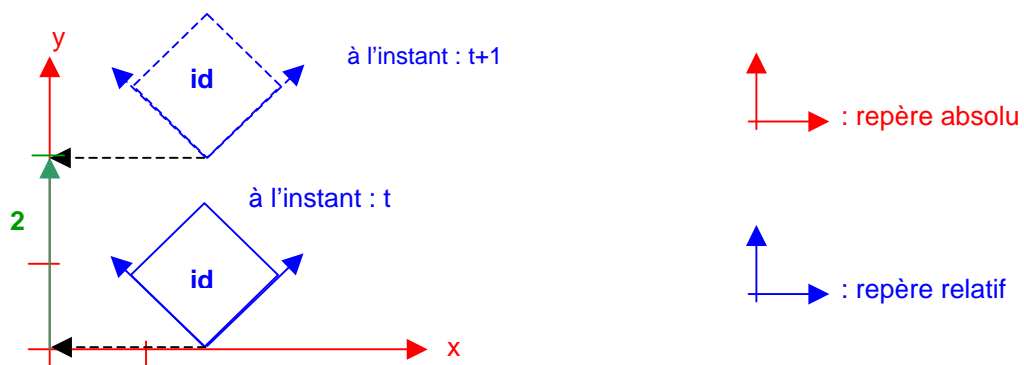 y
id
à l'instant : t+1
: repère absolu
2
à l'instant : t
id
: repère relatif
x